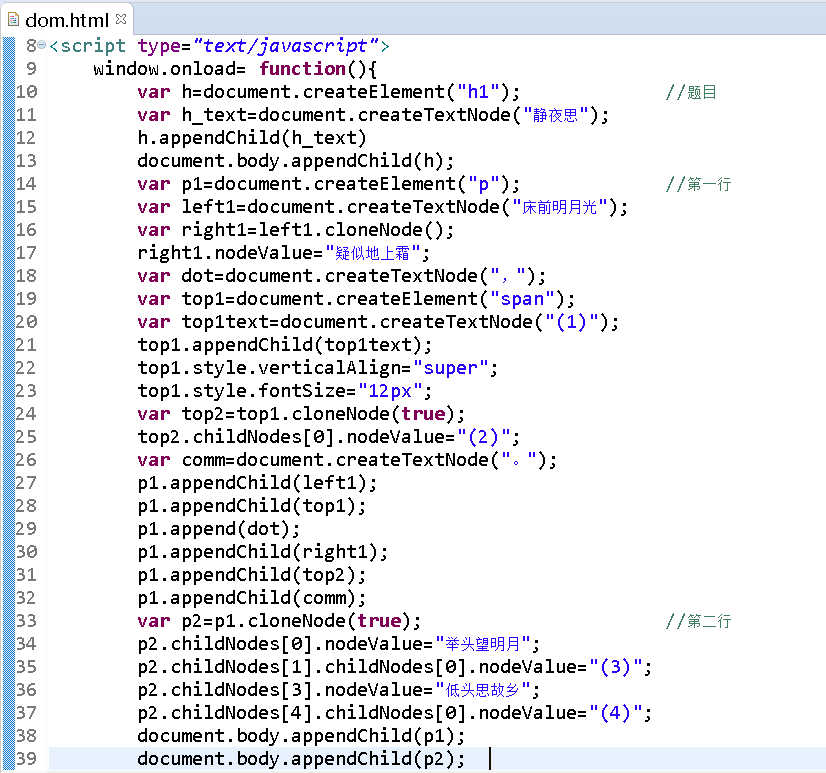 dom.html
8 <script type="text/javascript">
9 window.onload= function(){
10 var h=document.createElement("h1"); //题目
11 var h_text=document.createTextNode("静夜思");
12 h.appendChild(h_text)
13 document.body.appendChild(h);
14 var p1=document.createElement("p"); //第一行
15 var left1=document.createTextNode("床前明月光");
16 var right1=left1.cloneNode();
17 right1.nodeValue="疑似地上霜";
18 var dot=document.createTextNode("，");
19 var top1=document.createElement("span");
20 var top1text=document.createTextNode("(1)");
21 top1.appendChild(top1text);
22 top1.style.verticalAlign="super";
23 top1.style.fontSize="12px";
24 var top2=top1.cloneNode(true);
25 top2.childNodes[0].nodeValue="(2)";
26 var comm=document.createTextNode("。");
27 p1.appendChild(left1);
28 p1.appendChild(top1);
29 p1.append(dot);
30 p1.appendChild(right1);
31 p1.appendChild(top2);
32 p1.appendChild(comm);
33 var p2=p1.cloneNode(true); //第二行
34 p2.childNodes[0].nodeValue="举头望明月";
35 p2.childNodes[1].childNodes[0].nodeValue="(3)";
36 p2.childNodes[3].nodeValue="低头思故乡";
37 p2.childNodes[4].childNodes[0].nodeValue="(4)";
38 document.body.appendChild(p1);
39 document.body.appendChild(p2);